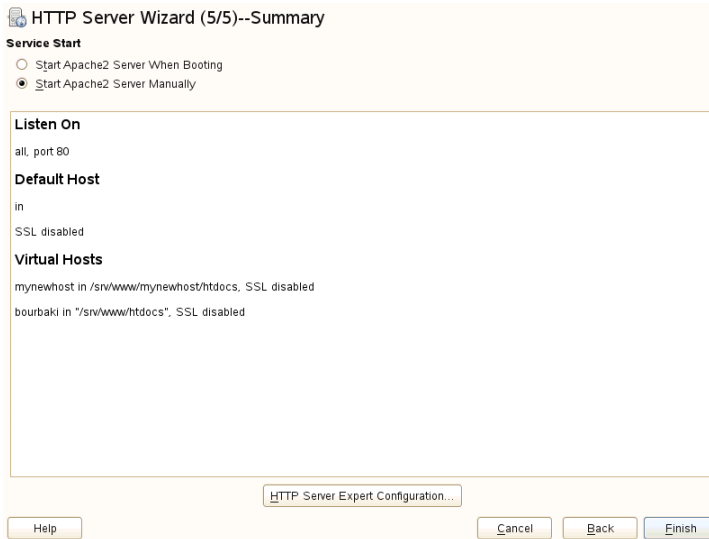 HTTP Server Wizard (5/5)--Summary
Service Start
Start Apache2 Server When Booting
Start Apache2 Server Manually
Listen On
all, port 80
Default Host
in
SSL disabled
Virtual Hosts
mynewhost in /srv/www/mynewhost/htdocs, SSL disabled
bourbaki in "/srv/www/htdocs", SSL disabled
HTTP Server Expert Configuration...
Help
Cancel
Back
Finish